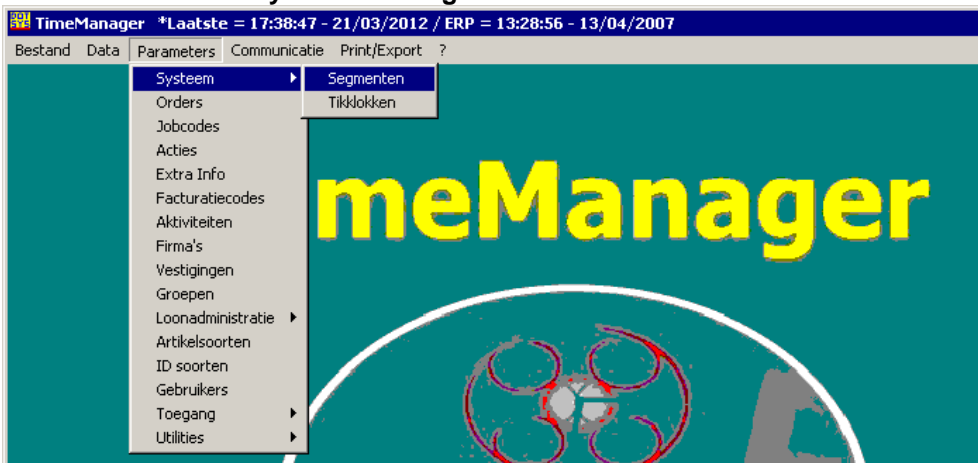 TimeManager *Laatste = 17:38:47 - 21/03/2012 / ERP = 13:28:56 - 13/04/2007
Bestand Data Parameters Communicatie Print/Export ?
Systeem
Segmenten
Orders
Tikklokken
Jobcodes
Acties
Extra Info
Facturatiecodes
Aktiviteiten
Firma's
Vestigingen
Groepen
Loonadministratie
Artikelsoorten
ID soorten
Gebruikers
Toegang
Utilities
meManager